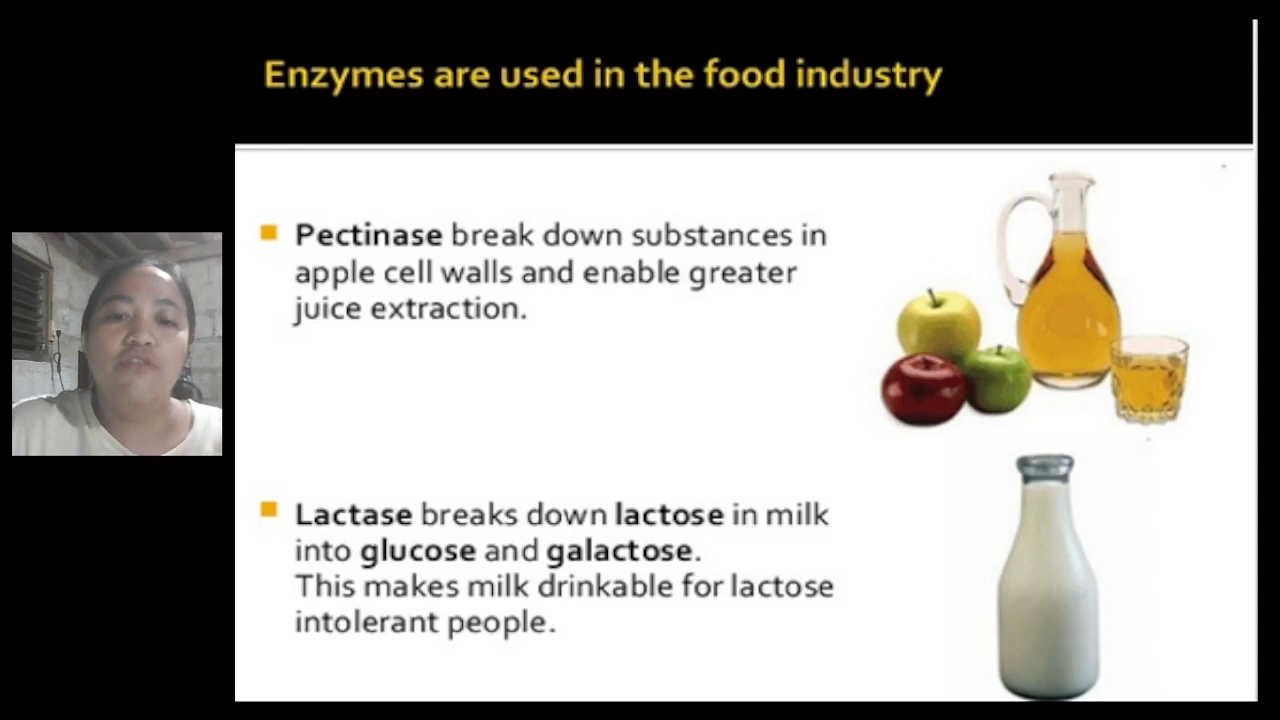 Enzymes are used in the food industry
Pectinase break down substances in
apple cell walls and enable greater
juice extraction.
Lactase breaks down lactose in milk
into glucose and galactose.
This makes milk drinkable for lactose
intolerant people.